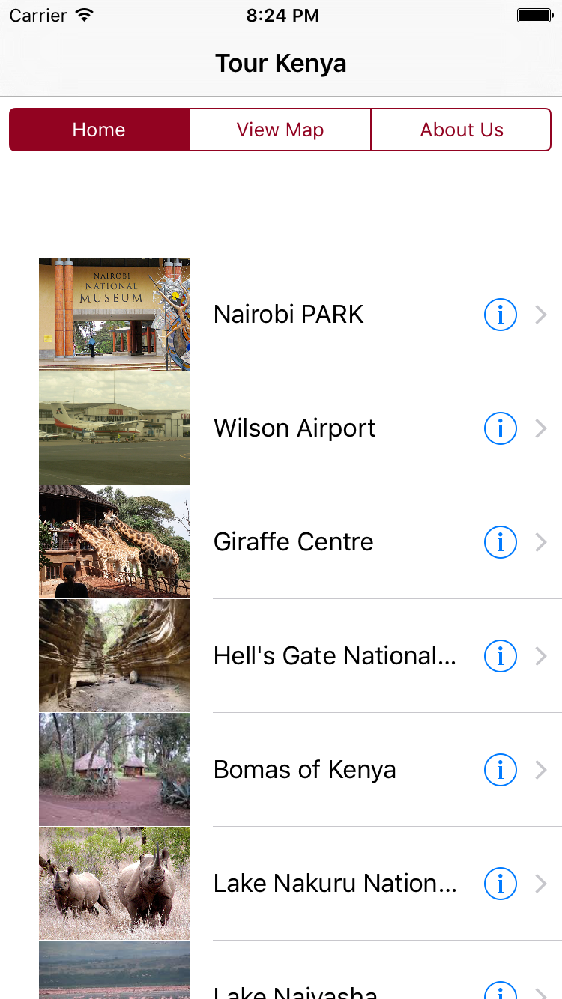 Carrier 8:24 PM
Tour Kenya
Home View Map About Us
NAIROBI
NATIONAL
MUSEUM
Nairobi PARK
Wilson Airport
Giraffe Centre
Hell's Gate National...
Bomas of Kenya
Lake Nakuru Nation...
Lake Naivasha